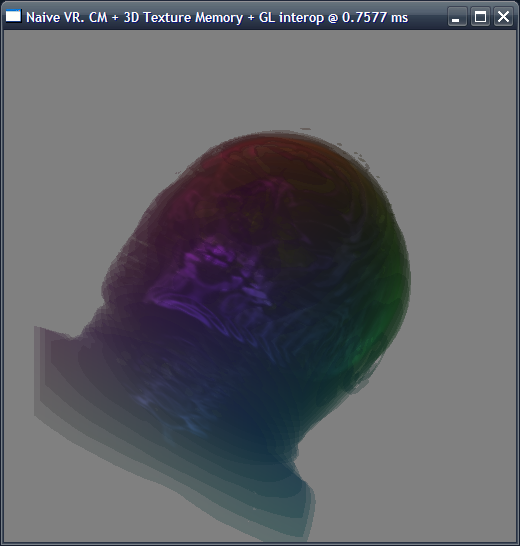 Naive VR. CM + 3D Texture Memory + GL interop @ 0.7577 ms